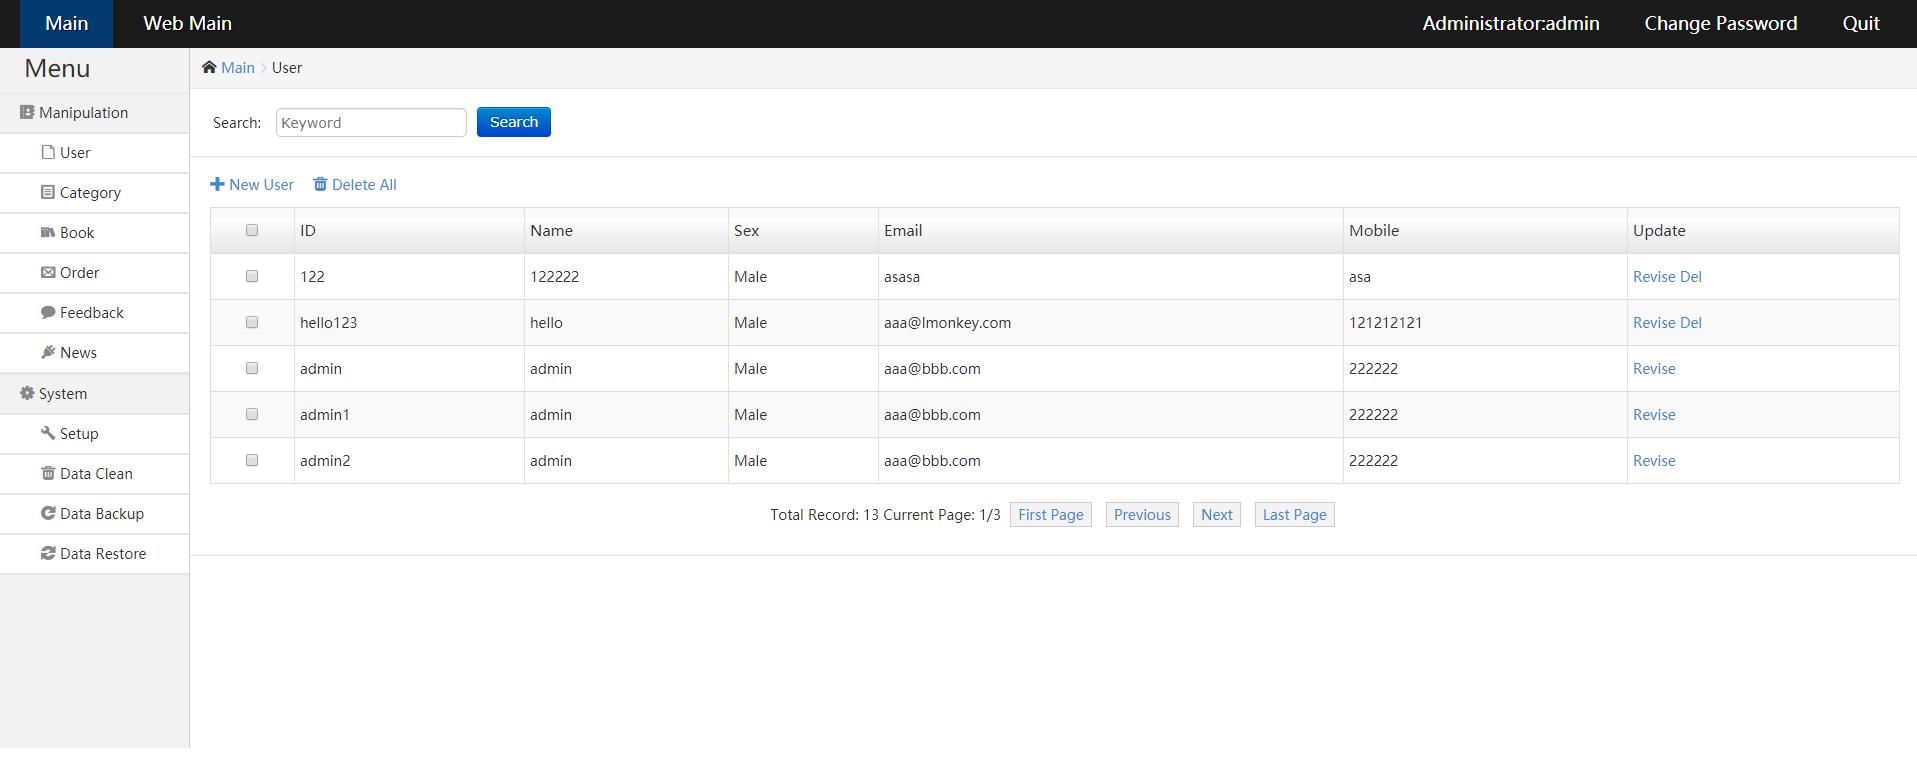 Main Web Main Administrator:admin Change Password Quit
Menu
Main User
Manipulation
Search: Keyword Search
User
New User Delete All
Category
ID Name Sex Email Mobile Update
Book
Order
122 122222 Male asasa asa Revise Del
Feedback
hello123 hello Male aaa@lmonkey.com 121212121 Revise Del
News
admin admin Male aaa@bbb.com 222222 Revise
System
admin1 admin Male aaa@bbb.com 222222 Revise
Setup
admin2 admin Male aaa@bbb.com 222222 Revise
Data Clean
Data Backup
Total Record: 13 Current Page: 1/3 First Page Previous Next Last Page
Data Restore